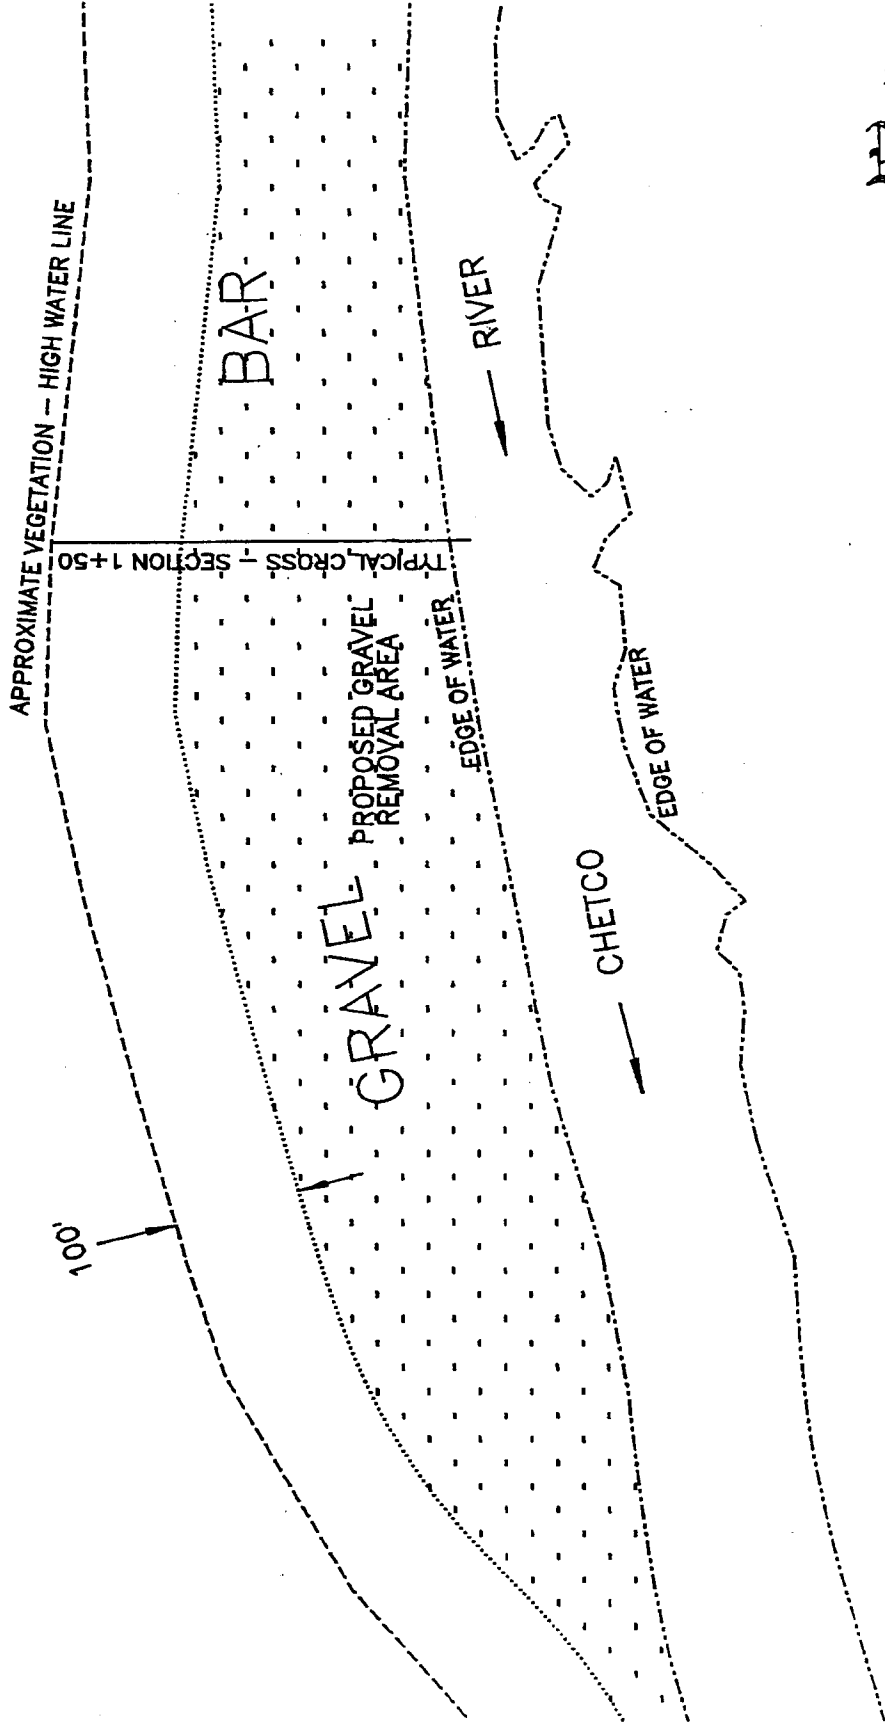 APPROXIMATE VEGETATION – HIGH WATER LINE
100'
TYPICAL CROSS – SECTION 1+50
GRAVEL BAR
PROPOSED GRAVEL
REMOVAL AREA
EDGE OF WATER
CHETCO RIVER
EDGE OF WATER